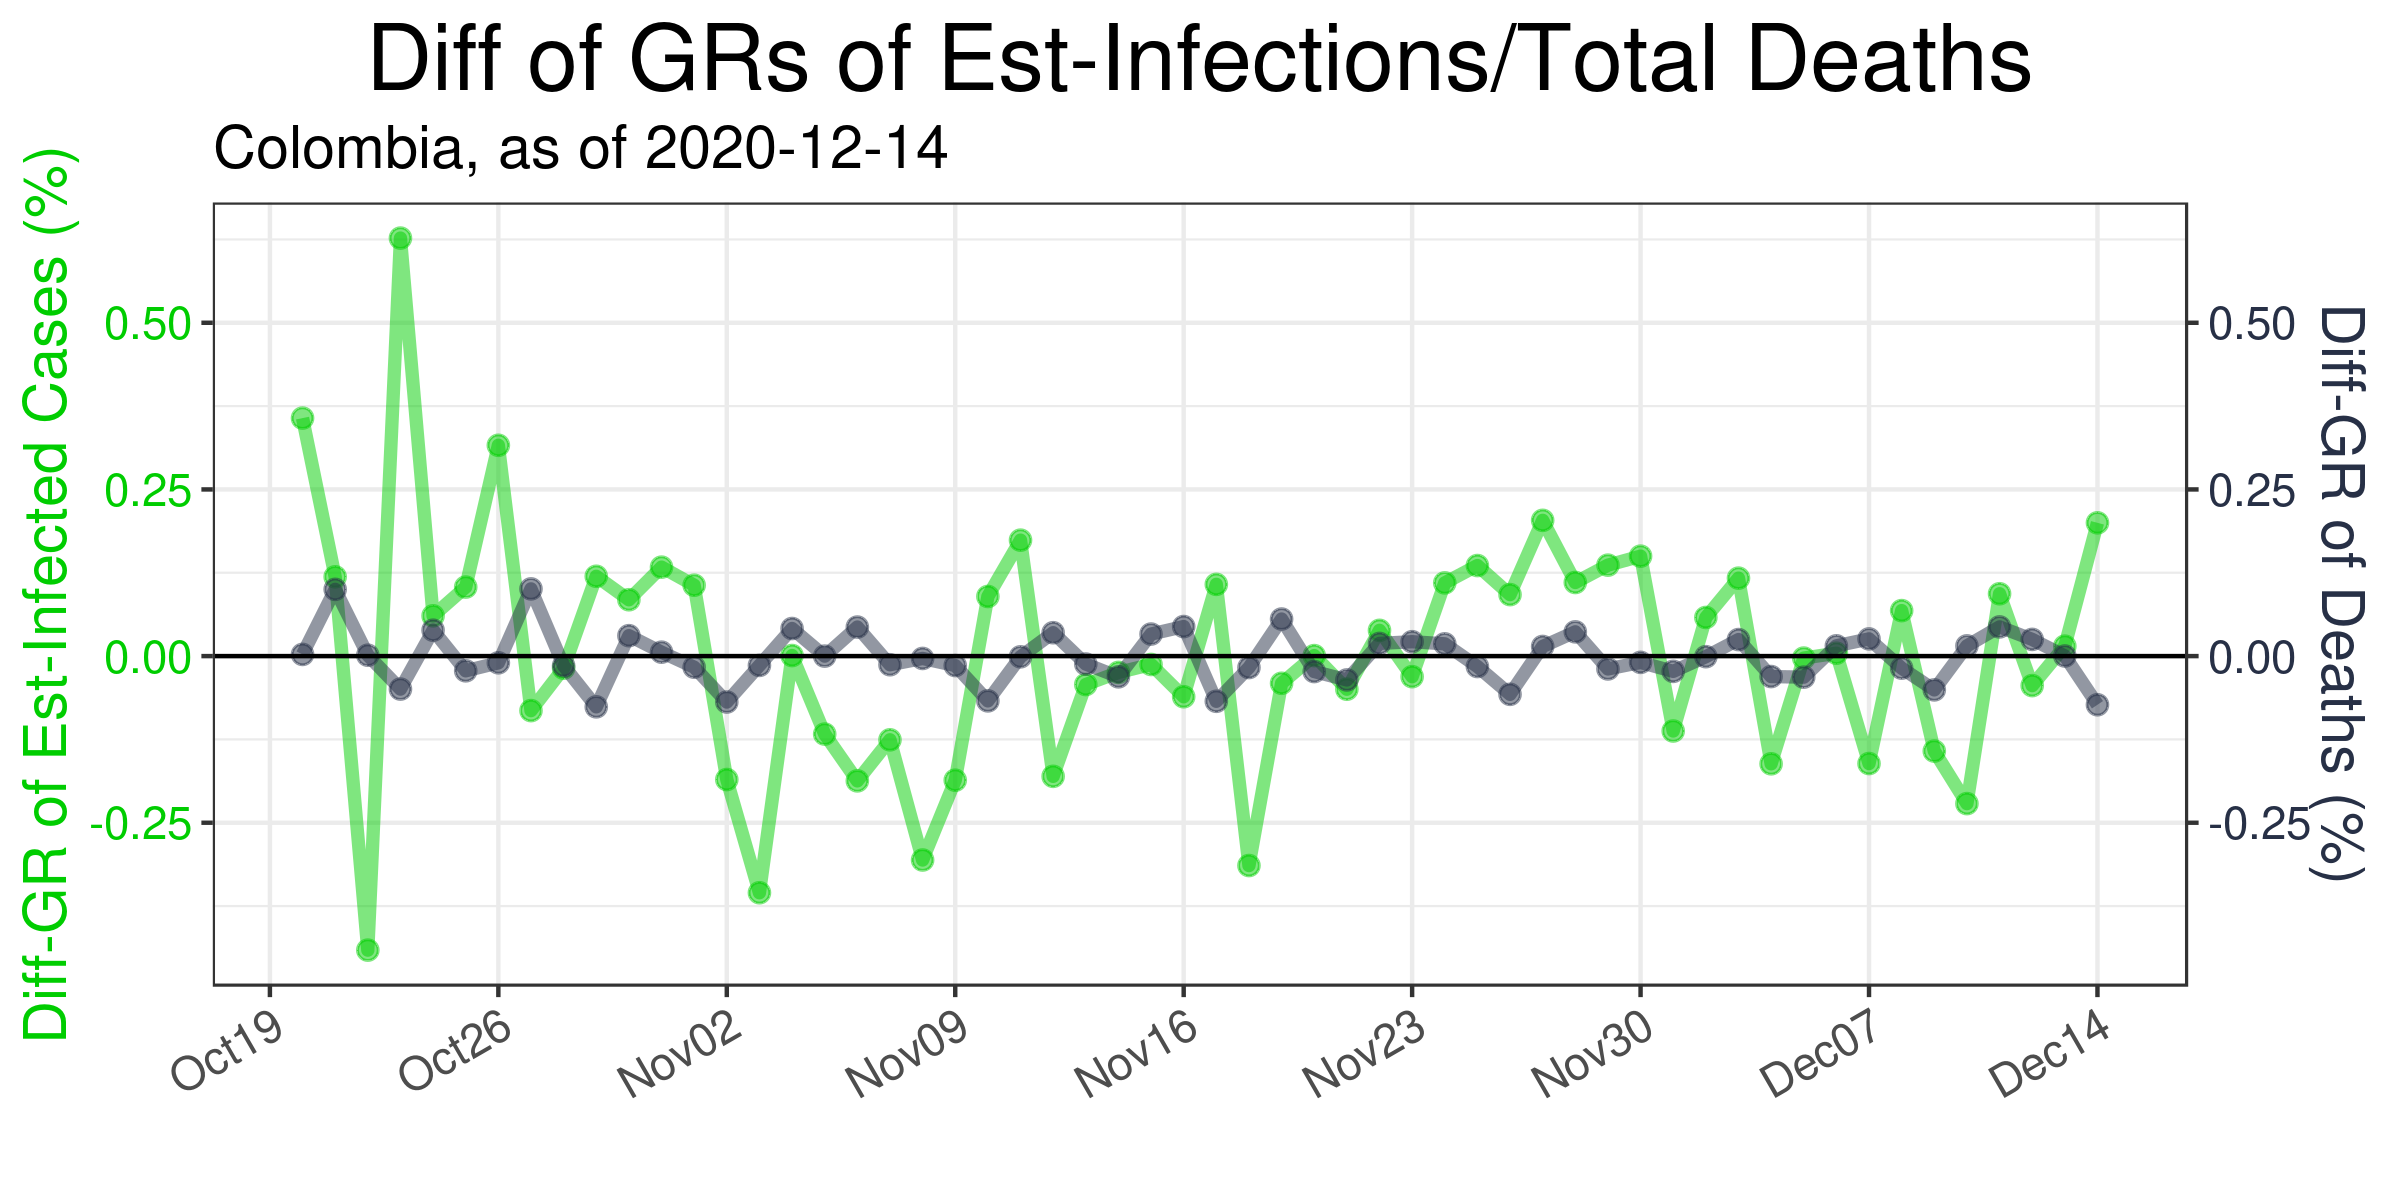 Diff of GRs of Est-Infections/Total Deaths
Colombia, as of 2020-12-14
Diff-GR of Est-Infected Cases (%)
0.50
0.25
0.00
-0.25
0.50
0.25
0.00
-0.25
Diff-GR of Deaths (%)
Oct19
Oct26
Nov02
Nov09
Nov16
Nov23
Nov30
Dec07
Dec14